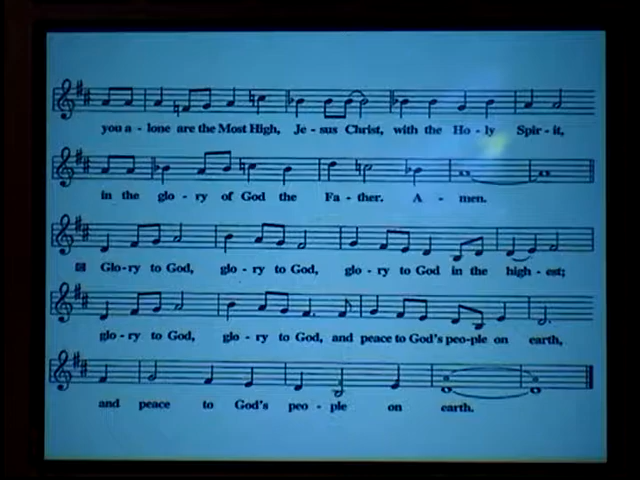 you a - lone are the Most High, Je - sus Christ, with the Ho - ly Spir - it,
in the glo - ry of God the Fa - ther. A - men.
Glo-ry to God, glo - ry to God, glo - ry to God in the high - est;
glo - ry to God, glo - ry to God, and peace to God's peo-ple on earth,
and peace to God's peo - ple on earth.